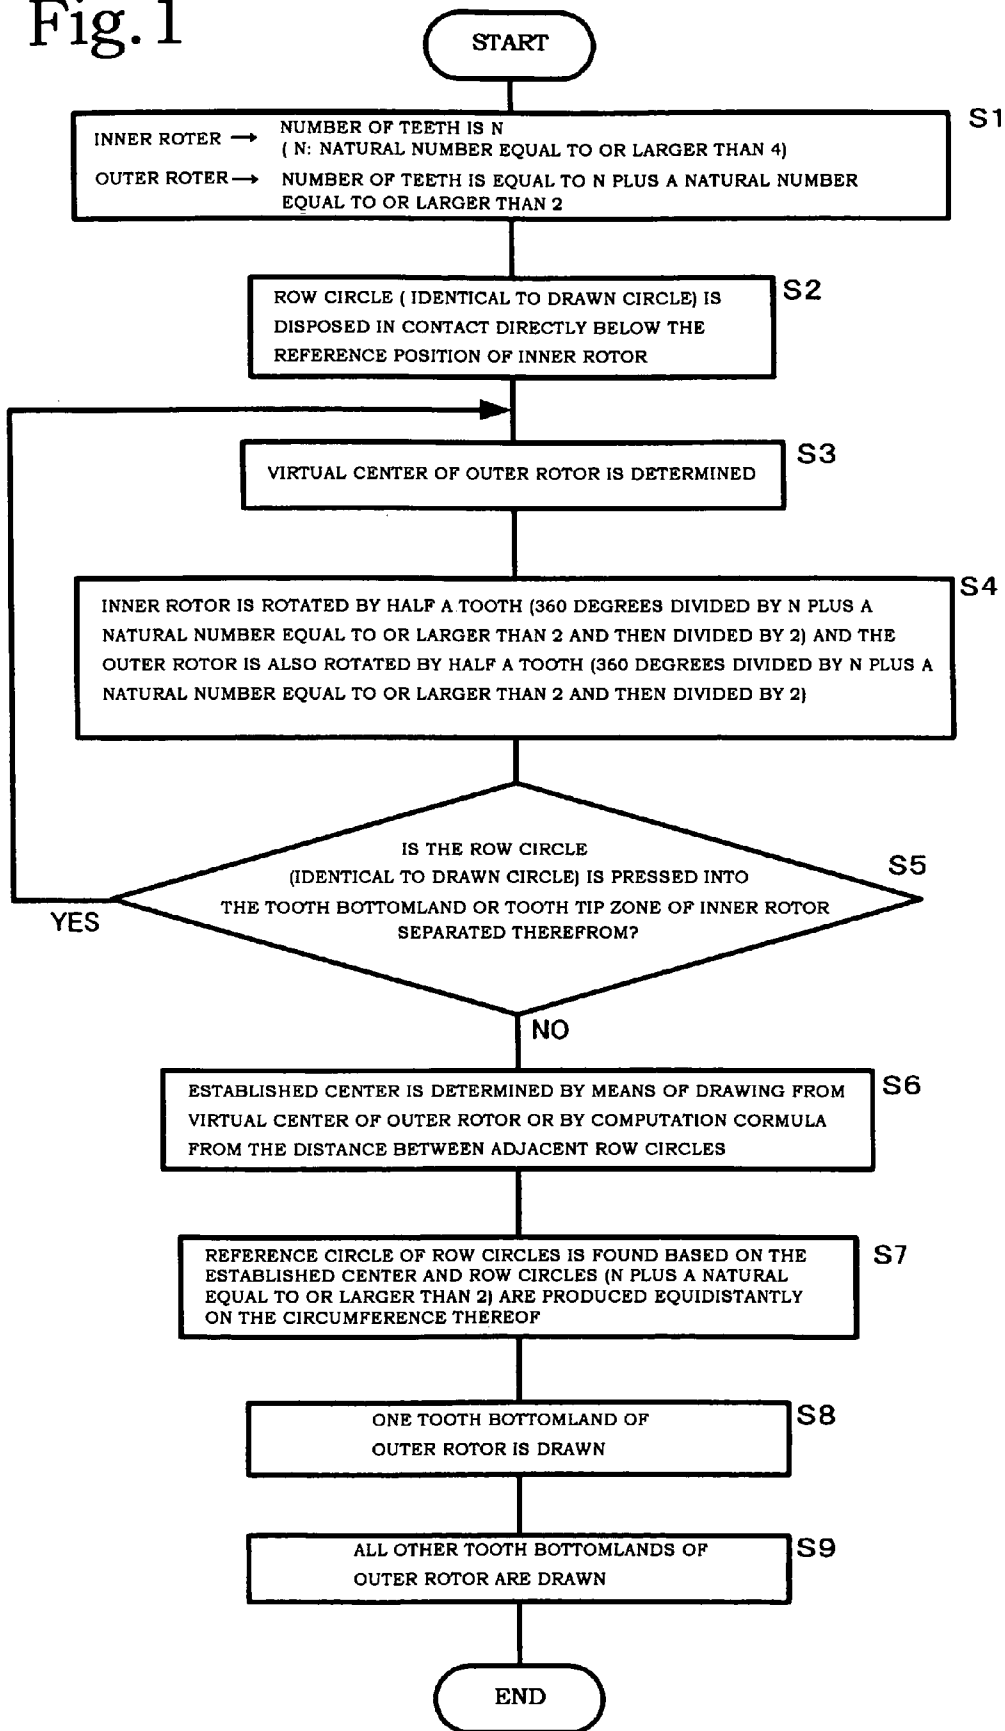 Fig. 1
START
S1
INNER ROTER → NUMBER OF TEETH IS N
( N: NATURAL NUMBER EQUAL TO OR LARGER THAN 4)
OUTER ROTER → NUMBER OF TEETH IS EQUAL TO N PLUS A NATURAL NUMBER
EQUAL TO OR LARGER THAN 2
S2
ROW CIRCLE ( IDENTICAL TO DRAWN CIRCLE) IS
DISPOSED IN CONTACT DIRECTLY BELOW THE
REFERENCE POSITION OF INNER ROTOR
S3
VIRTUAL CENTER OF OUTER ROTOR IS DETERMINED
S4
INNER ROTOR IS ROTATED BY HALF A TOOTH (360 DEGREES DIVIDED BY N PLUS A
NATURAL NUMBER EQUAL TO OR LARGER THAN 2 AND THEN DIVIDED BY 2) AND THE
OUTER ROTOR IS ALSO ROTATED BY HALF A TOOTH (360 DEGREES DIVIDED BY N PLUS A
NATURAL NUMBER EQUAL TO OR LARGER THAN 2 AND THEN DIVIDED BY 2)
S5
IS THE ROW CIRCLE
(IDENTICAL TO DRAWN CIRCLE) IS PRESSED INTO
THE TOOTH BOTTOMLAND OR TOOTH TIP ZONE OF INNER ROTOR
SEPARATED THEREFROM?
YES
NO
S6
ESTABLISHED CENTER IS DETERMINED BY MEANS OF DRAWING FROM
VIRTUAL CENTER OF OUTER ROTOR OR BY COMPUTATION CORMULA
FROM THE DISTANCE BETWEEN ADJACENT ROW CIRCLES
S7
REFERENCE CIRCLE OF ROW CIRCLES IS FOUND BASED ON THE
ESTABLISHED CENTER AND ROW CIRCLES (N PLUS A NATURAL
EQUAL TO OR LARGER THAN 2) ARE PRODUCED EQUIDISTANTLY
ON THE CIRCUMFERENCE THEREOF
S8
ONE TOOTH BOTTOMLAND OF
OUTER ROTOR IS DRAWN
S9
ALL OTHER TOOTH BOTTOMLANDS OF
OUTER ROTOR ARE DRAWN
END